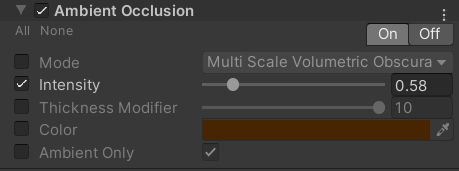 Ambient Occlusion
All None On Off
Mode Multi Scale Volumetric Obscura
Intensity 0.58
Thickness Modifier 10
Color
Ambient Only